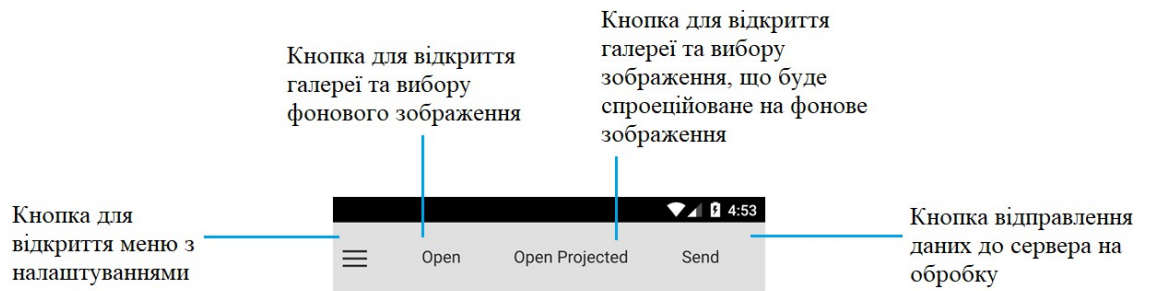 Кнопка для відкриття
галереї та вибору
зображення, що буде
спроеційоване на фонове
зображення
Кнопка для відкриття
галереї та вибору
фонового зображення
Кнопка для
відкриття меню з
налаштуваннями
4:53
Open
Open Projected
Send
Кнопка відправлення
даних до сервера на
обробку